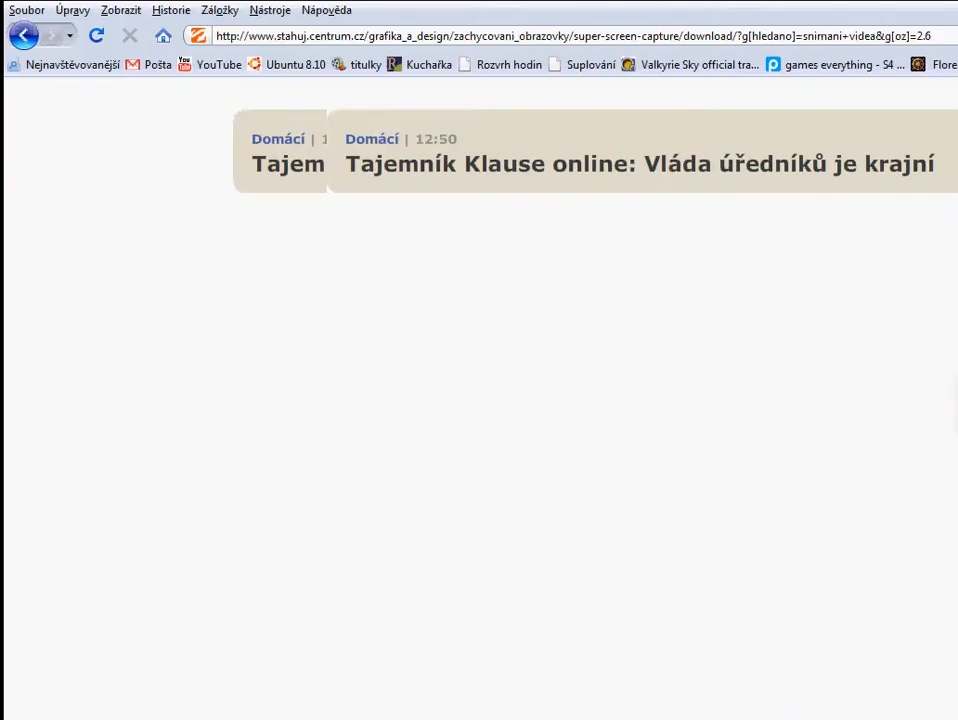 Soubor Úpravy Zobrazit Historie Záložky Nástroje Nápověda
http://www.stahuj.centrum.cz/grafika_a_design/zachycovani_obrazovky/super-screen-capture/download/?g[hledano]=snimani+videa&g[oz]=2.6
Nejnavštěvovanější Pošta YouTube Ubuntu 8.10 titulky Kuchařka Rozvrh hodin Suplování Valkyrie Sky official tra... games everything - S4 ... Flore
Domácí | 1 Domácí | 12:50
Tajem Tajemník Klause online: Vláda úředníků je krajní